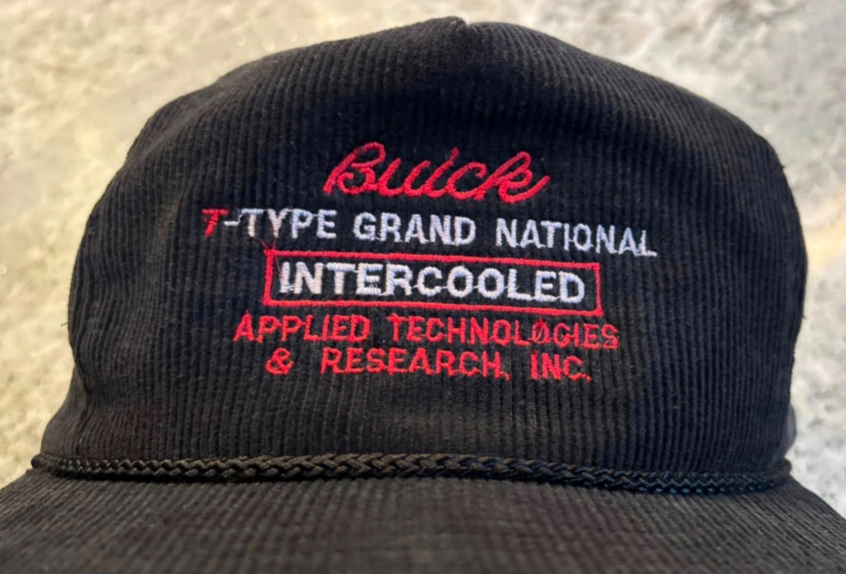 Buick
T-TYPE GRAND NATIONAL
INTERCOOLED
APPLIED TECHNOLOGIES
& RESEARCH, INC.